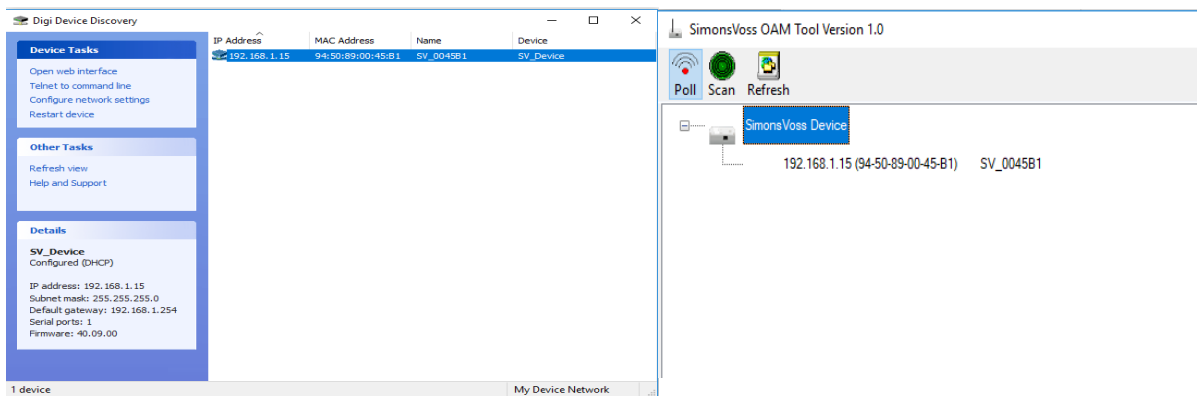 Digi Device Discovery
Device Tasks
Open web interface
Telnet to command line
Configure network settings
Restart device
Other Tasks
Refresh view
Help and Support
Details
SV_Device
Configured (DHCP)
IP address: 192.168.1.15
Subnet mask: 255.255.255.0
Default gateway: 192.168.1.254
Serial ports: 1
Firmware: 40.09.00
IP Address MAC Address Name Device
192.168.1.15 94:50:89:00:45:B1 SV_0045B1 SV_Device
1 device My Device Network
SimonsVoss OAM Tool Version 1.0
Poll Scan Refresh
SimonsVoss Device
192.168.1.15 (94-50-89-00-45-B1) SV_0045B1